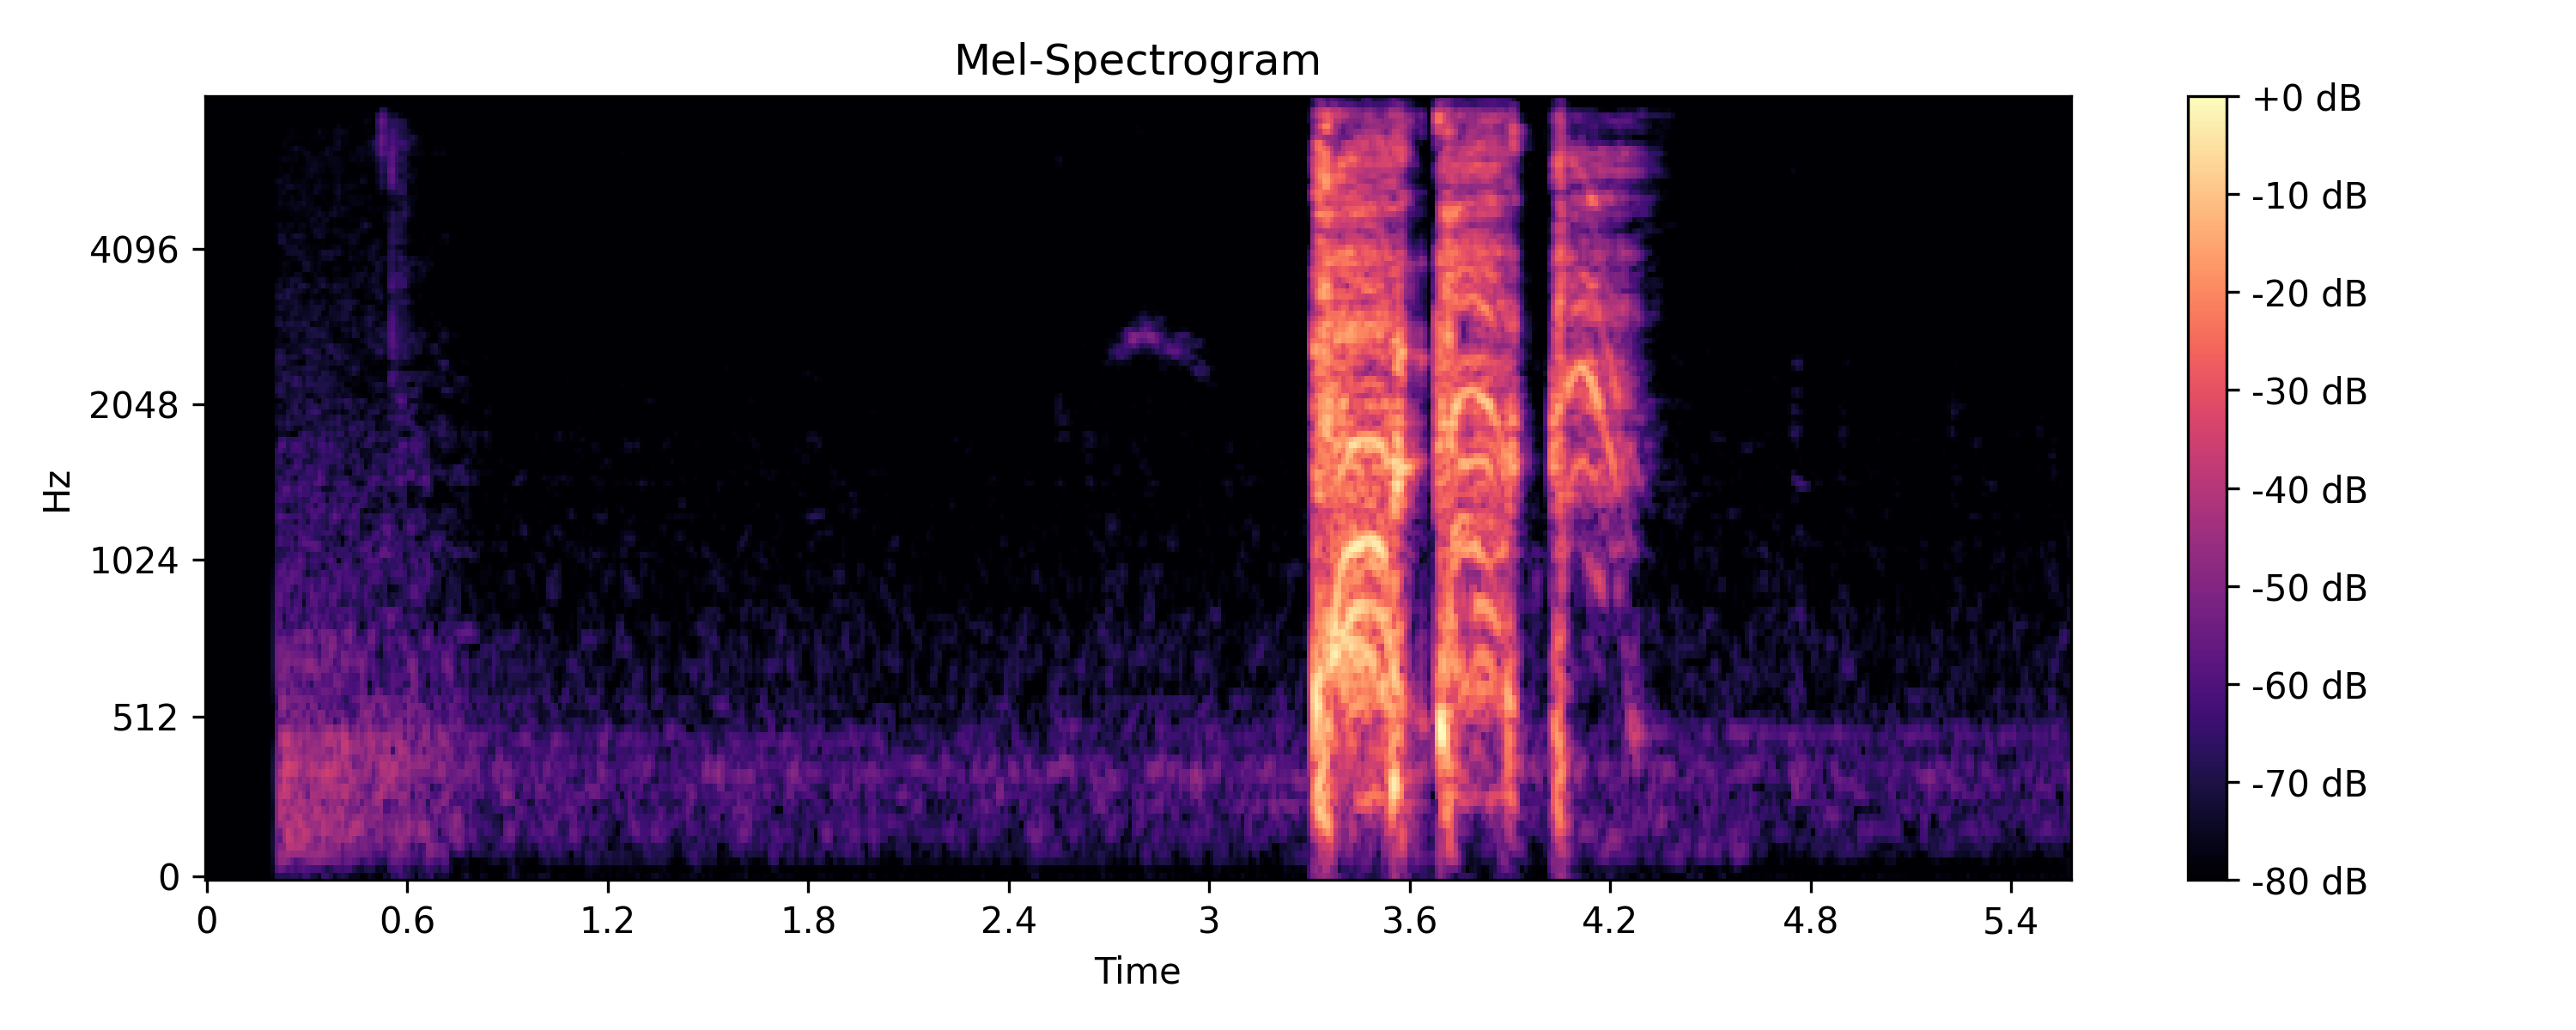 Mel-Spectrogram
+0 dB
-10 dB
-20 dB
-30 dB
-40 dB
-50 dB
-60 dB
-70 dB
-80 dB
4096
2048
1024
512
0
Hz
0 0.6 1.2 1.8 2.4 3 3.6 4.2 4.8 5.4
Time